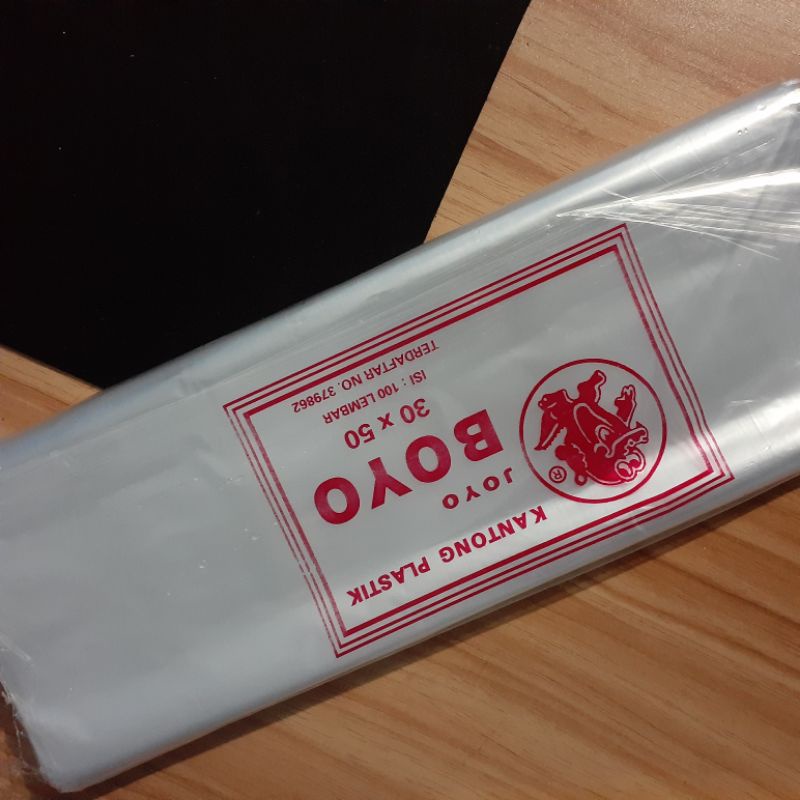 KANTONG PLASTIK
JOYO
BOYO
®
30 X 50
ISI : 100 LEMBAR
TERDAFTAR NO. 379862